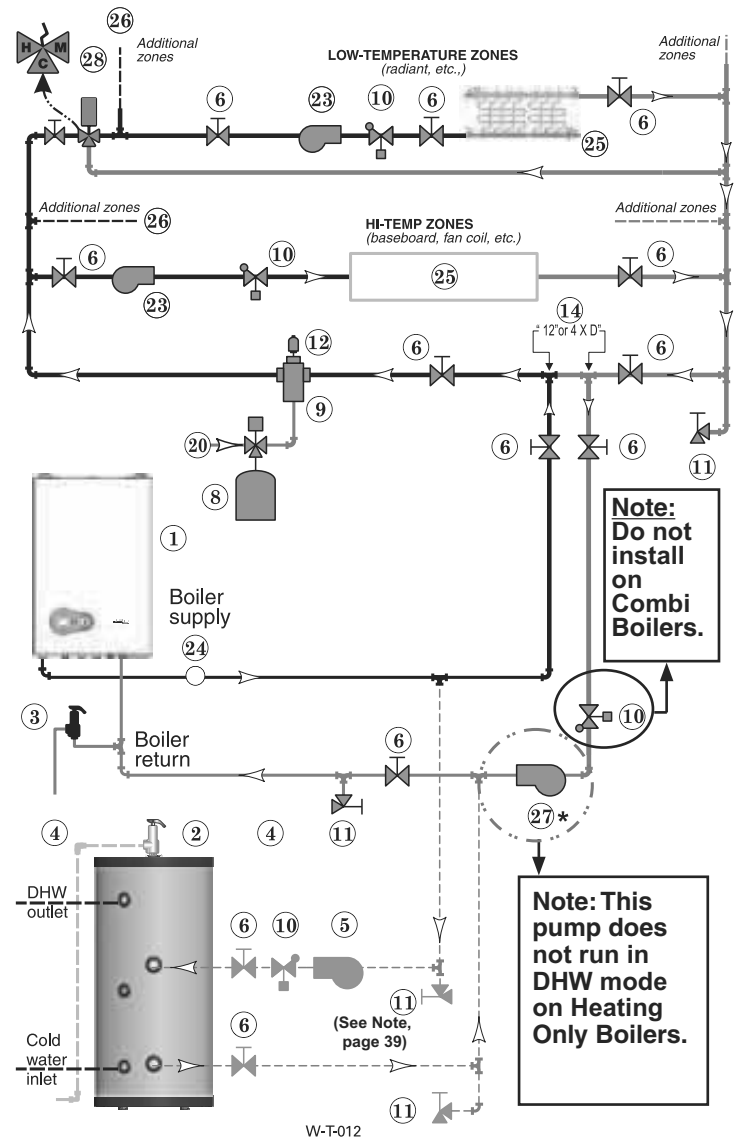 26
H M
C
28
Additional
zones
LOW-TEMPERATURE ZONES
(radiant, etc.,)
Additional
zones
6
23
10
6
6
25
Additional zones
26
HI-TEMP ZONES
(baseboard, fan coil, etc.)
Additional zones
6
23
10
25
6
14
“ 12”or 4 X D”
12
6
6
9
20
8
6
6
11
1
Note:
Do not
install
on
Combi
Boilers.
Boiler
supply
24
3
Boiler
return
6
10
11
27 *
4
2
4
DHW
outlet
6
10
5
11
(See Note,
page 39)
6
Cold
water
inlet
11
Note: This
pump does
not run in
DHW mode
on Heating
Only Boilers.
W-T-012